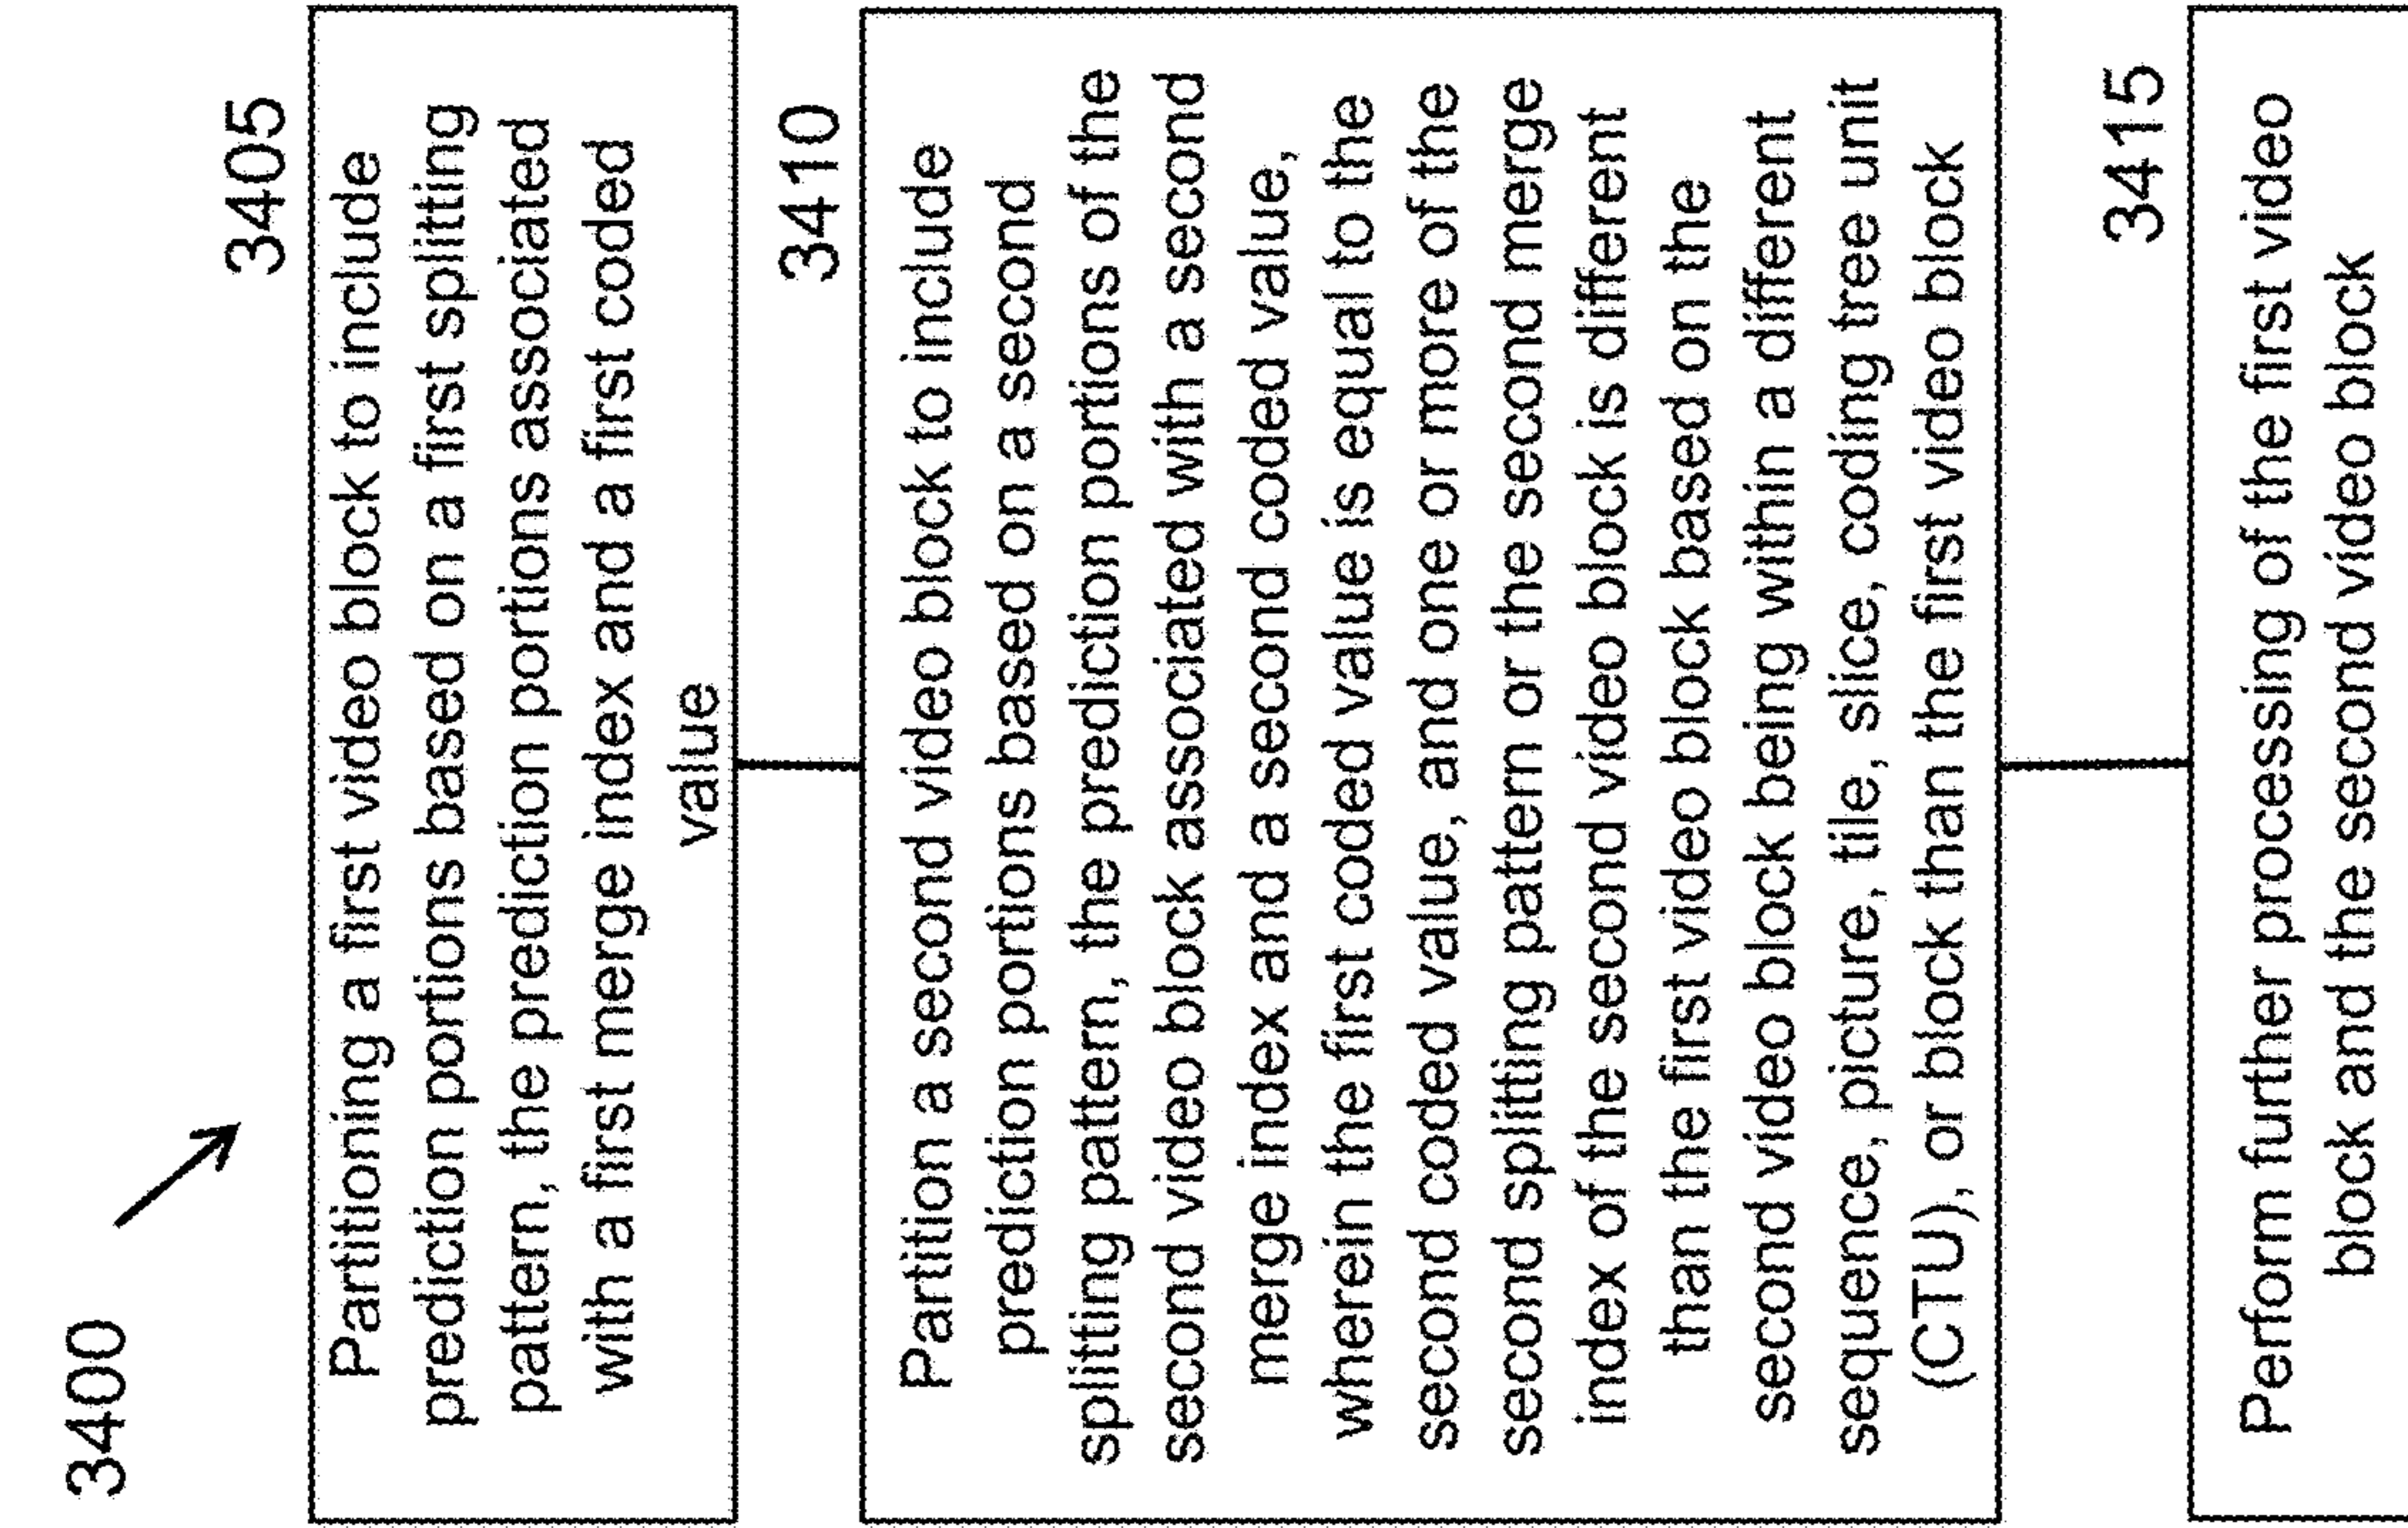 3400
3405
Partitioning a first video block to include
prediction portions based on a first splitting
pattern, the prediction portions associated
with a first merge index and a first coded
value
3410
Partition a second video block to include
prediction portions based on a second
splitting pattern, the prediction portions of the
second video block associated with a second
merge index and a second coded value,
wherein the first coded value is equal to the
second coded value, and one or more of the
second splitting pattern or the second merge
index of the second video block is different
than the first video block based on the
second video block being within a different
sequence, picture, tile, slice, coding tree unit
(CTU), or block than the first video block
3415
Perform further processing of the first video
block and the second video block